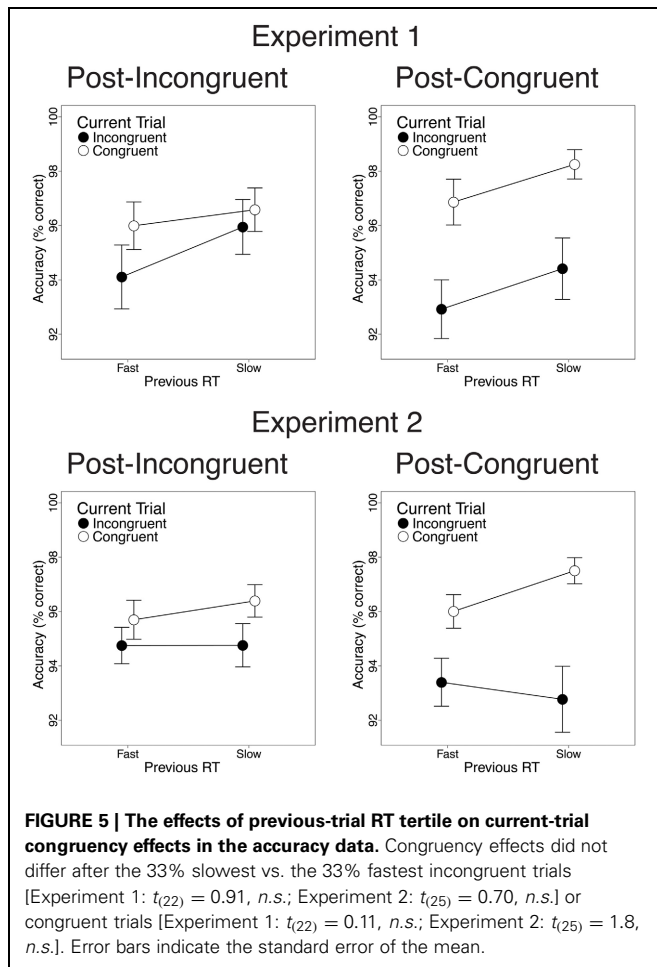 Experiment 1
Post-Incongruent
Post-Congruent
Current Trial
Incongruent
Congruent
Accuracy (% correct)
100
98
96
94
92
Fast
Slow
Previous RT
Current Trial
Incongruent
Congruent
Accuracy (% correct)
100
98
96
94
92
Fast
Slow
Previous RT
Experiment 2
Post-Incongruent
Post-Congruent
Current Trial
Incongruent
Congruent
Accuracy (% correct)
100
98
96
94
92
Fast
Slow
Previous RT
Current Trial
Incongruent
Congruent
Accuracy (% correct)
100
98
96
94
92
Fast
Slow
Previous RT
FIGURE 5 | The effects of previous-trial RT tertile on current-trial
congruency effects in the accuracy data. Congruency effects did not
differ after the 33% slowest vs. the 33% fastest incongruent trials
[Experiment 1: t(22) = 0.91, n.s.; Experiment 2: t(25) = 0.70, n.s.] or
congruent trials [Experiment 1: t(22) = 0.11, n.s.; Experiment 2: t(25) = 1.8,
n.s.]. Error bars indicate the standard error of the mean.